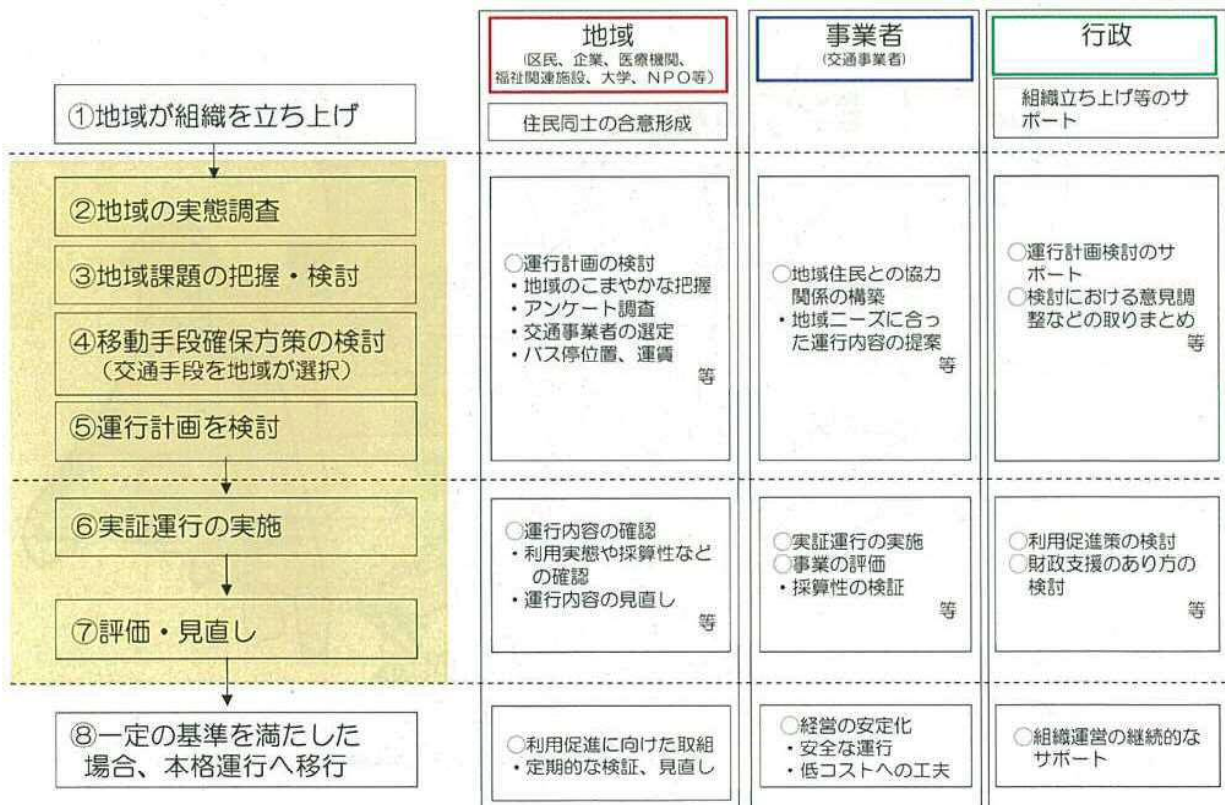 地域
(区民、企業、医療機関、
福祉関連施設、大学、NPO等)
事業者
(交通事業者)
行政
①地域が組織を立ち上げ
住民同士の合意形成
組織立ち上げ等のサ
ポート
②地域の実態調査
③地域課題の把握・検討
④移動手段確保方策の検討
(交通手段を地域が選択)
⑤運行計画を検討
○運行計画の検討
・地域のこまやかな把握
・アンケート調査
・交通事業者の選定
・バス停位置、運賃
等
○地域住民との協力
関係の構築
・地域ニーズに合っ
た運行内容の提案
等
○運行計画検討のサ
ポート
○検討における意見調
整などの取りまとめ
等
⑥実証運行の実施
⑦評価・見直し
○運行内容の確認
・利用実態や採算性など
の確認
・運行内容の見直し
等
○実証運行の実施
○事業の評価
・採算性の検証
等
○利用促進策の検討
○財政支援のあり方の
検討
等
⑧一定の基準を満たした
場合、本格運行へ移行
○利用促進に向けた取組
・定期的な検証、見直し
○経営の安定化
・安全な運行
・低コストへの工夫
○組織運営の継続的な
サポート